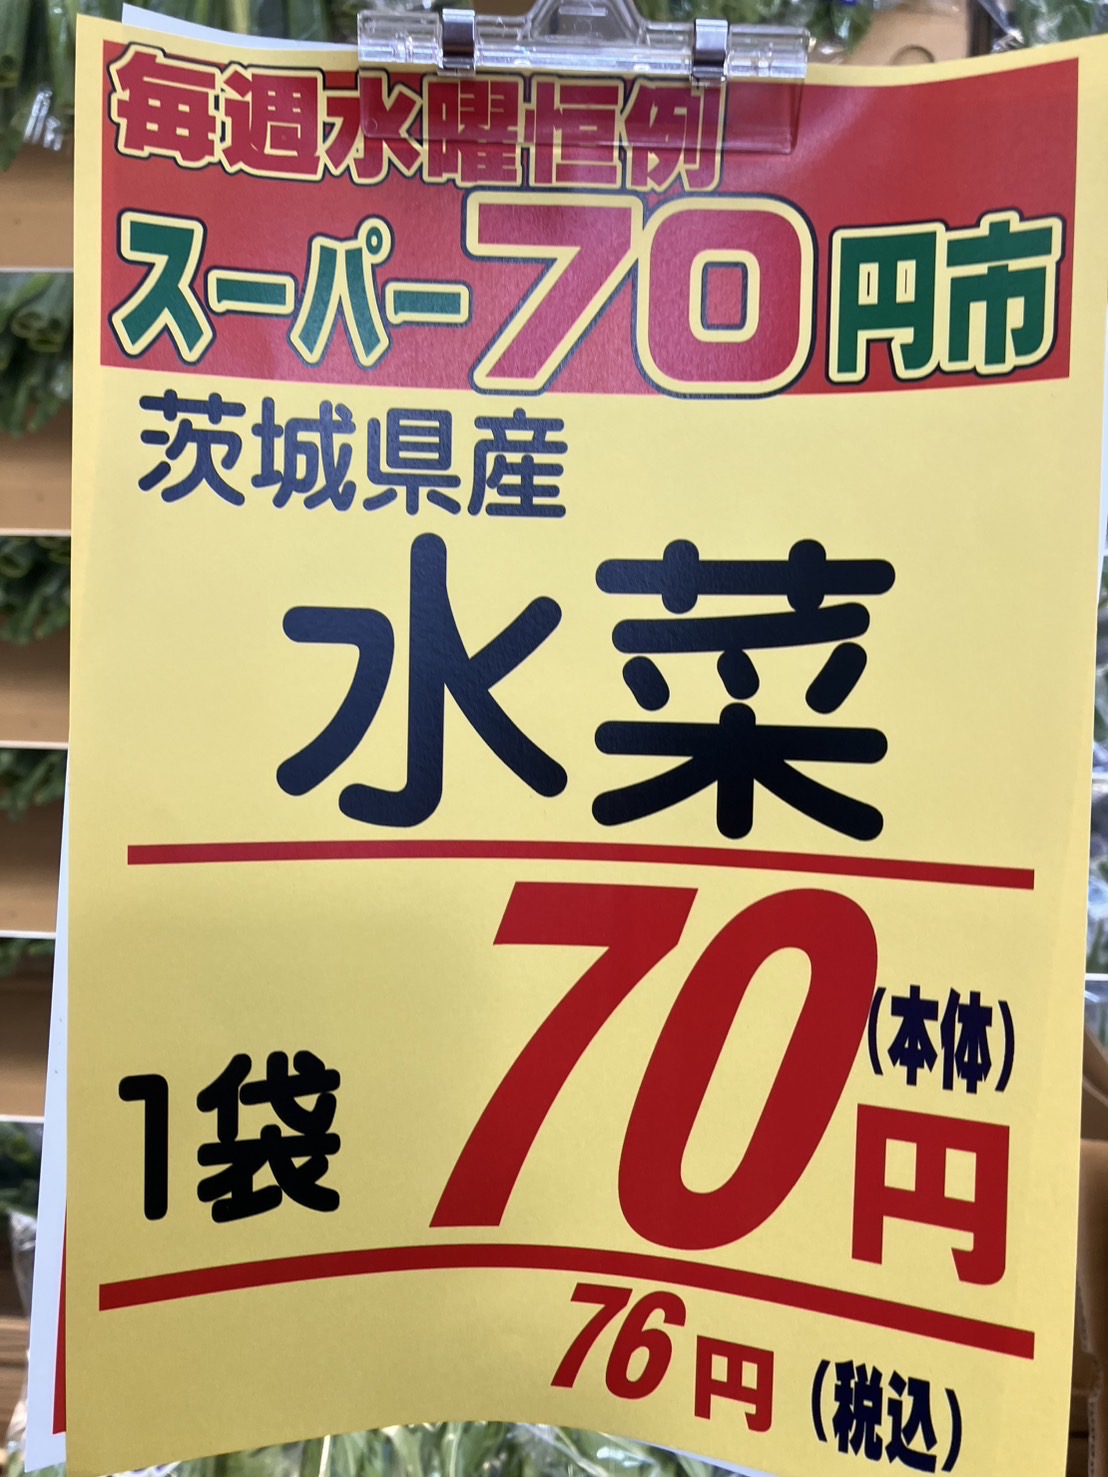 毎週水曜恒例
スーパー70円市
茨城県産
水菜
1袋 70円 (本体)
76円 (税込)